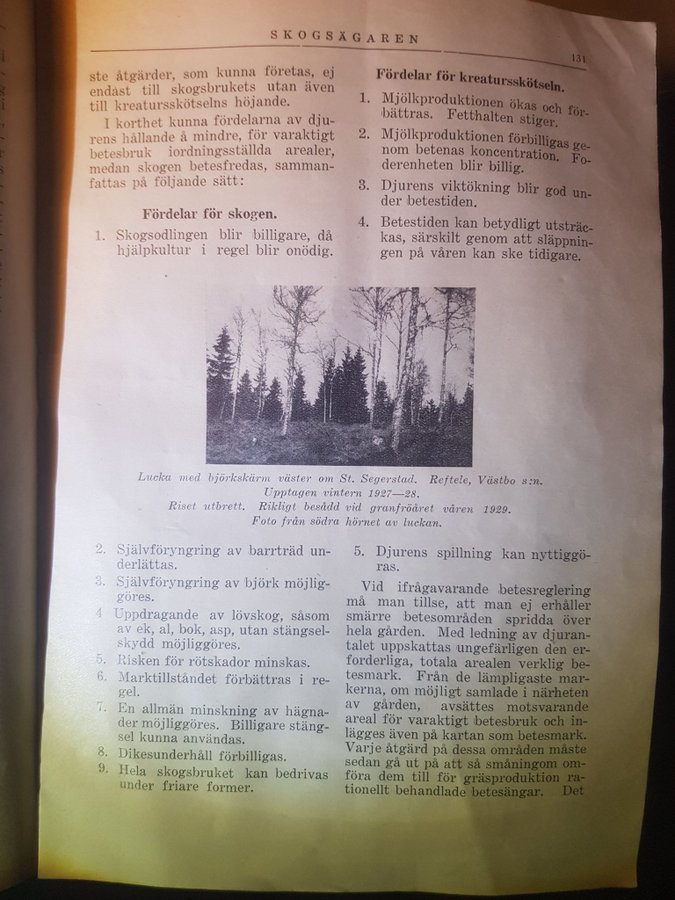 SKOGSÄGAREN
131
ste åtgärder, som kunna företas, ej
endast till skogsbrukets utan även
till kreatursskötselns höjande.
I korthet kunna fördelarna av dju-
rens hållande å mindre, för varaktigt
betesbruk iordningsställda arealer,
medan skogen betesfredas, samman-
fattas på följande sätt:
Fördelar för skogen.
1. Skogsodlingen blir billigare, då
hjälpkultur i regel blir onödig.
Fördelar för kreatursskötseln.
1. Mjölkproduktionen ökas och för-
bättras. Fetthalten stiger.
2. Mjölkproduktionen förbilligas ge-
nom betenas koncentration. Fo-
derenheten blir billig.
3. Djurens viktökning blir god un-
der betestiden.
4. Betestiden kan betydligt utsträc-
kas, särskilt genom att släppnin-
gen på våren kan ske tidigare.
Lucka med björkskärm väster om St. Segerstad. Reftele, Västbo s:n.
Upptagen vintern 1927—28.
Riset utbrett. Rikligt besådd vid granfröåret våren 1929.
Foto från södra hörnet av luckan.
2. Självföryngring av barrträd un-
derlättas.
3. Självföryngring av björk möjlig-
göres.
4 Uppdragande av lövskog, såsom
av ek, al, bok, asp, utan stängsel-
skydd möjliggöres.
5. Risken för rötskador minskas.
6. Marktillståndet förbättras i re-
gel.
7. En allmän minskning av hägna-
der möjliggöres. Billigare stäng-
sel kunna användas.
8. Dikesunderhåll förbilligas.
9. Hela skogsbruket kan bedrivas
under friare former.
5. Djurens spillning kan nyttiggö-
ras.
Vid ifrågavarande betesreglering
må man tillse, att man ej erhåller
smärre betesområden spridda över
hela gården. Med ledning av djuran-
talet uppskattas ungefärligen den er-
forderliga, totala arealen verklig be-
tesmark. Från de lämpligaste mar-
kerna, om möjligt samlade i närheten
av gården, avsättes motsvarande
areal för varaktigt betesbruk och in-
lägges även på kartan som betesmark.
Varje åtgärd på dessa områden måste
sedan gå ut på att så småningom om-
föra dem till för gräsproduktion ra-
tionellt behandlade betesängar. Det